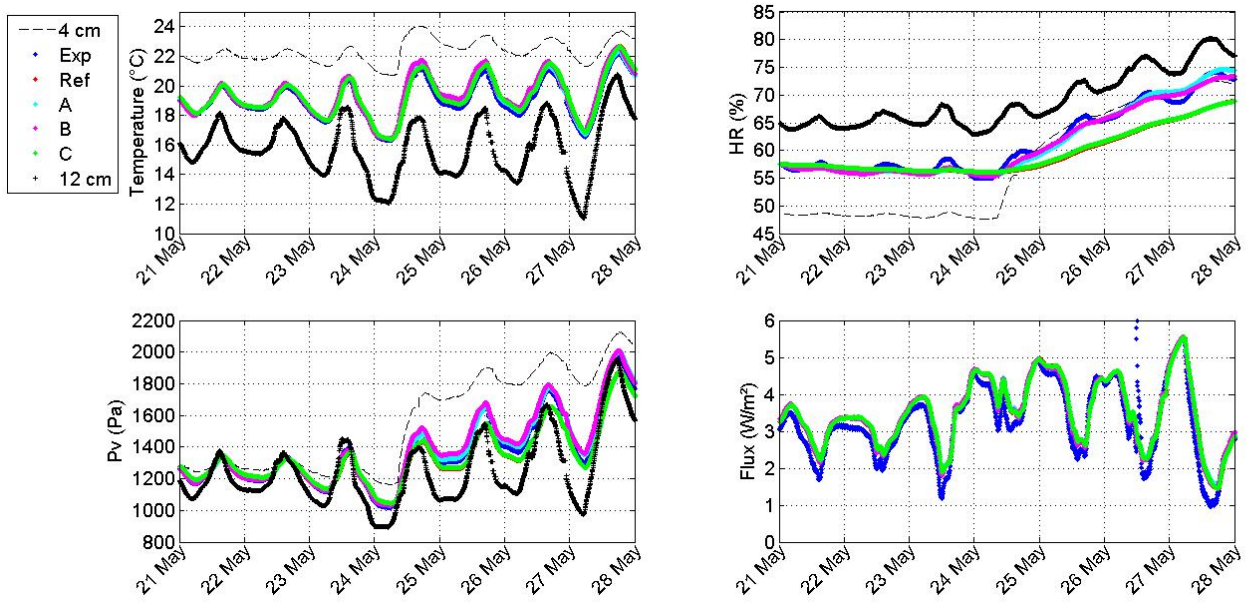 4 cm
Exp
Ref
A
B
C
12 cm
Temperature (°C)
24
22
20
18
16
14
12
10
21 May
22 May
23 May
24 May
25 May
26 May
27 May
28 May
HR (%)
85
80
75
70
65
60
55
50
45
21 May
22 May
23 May
24 May
25 May
26 May
27 May
28 May
Pv (Pa)
2200
2000
1800
1600
1400
1200
1000
800
21 May
22 May
23 May
24 May
25 May
26 May
27 May
28 May
Flux (W/m²)
6
5
4
3
2
1
0
21 May
22 May
23 May
24 May
25 May
26 May
27 May
28 May